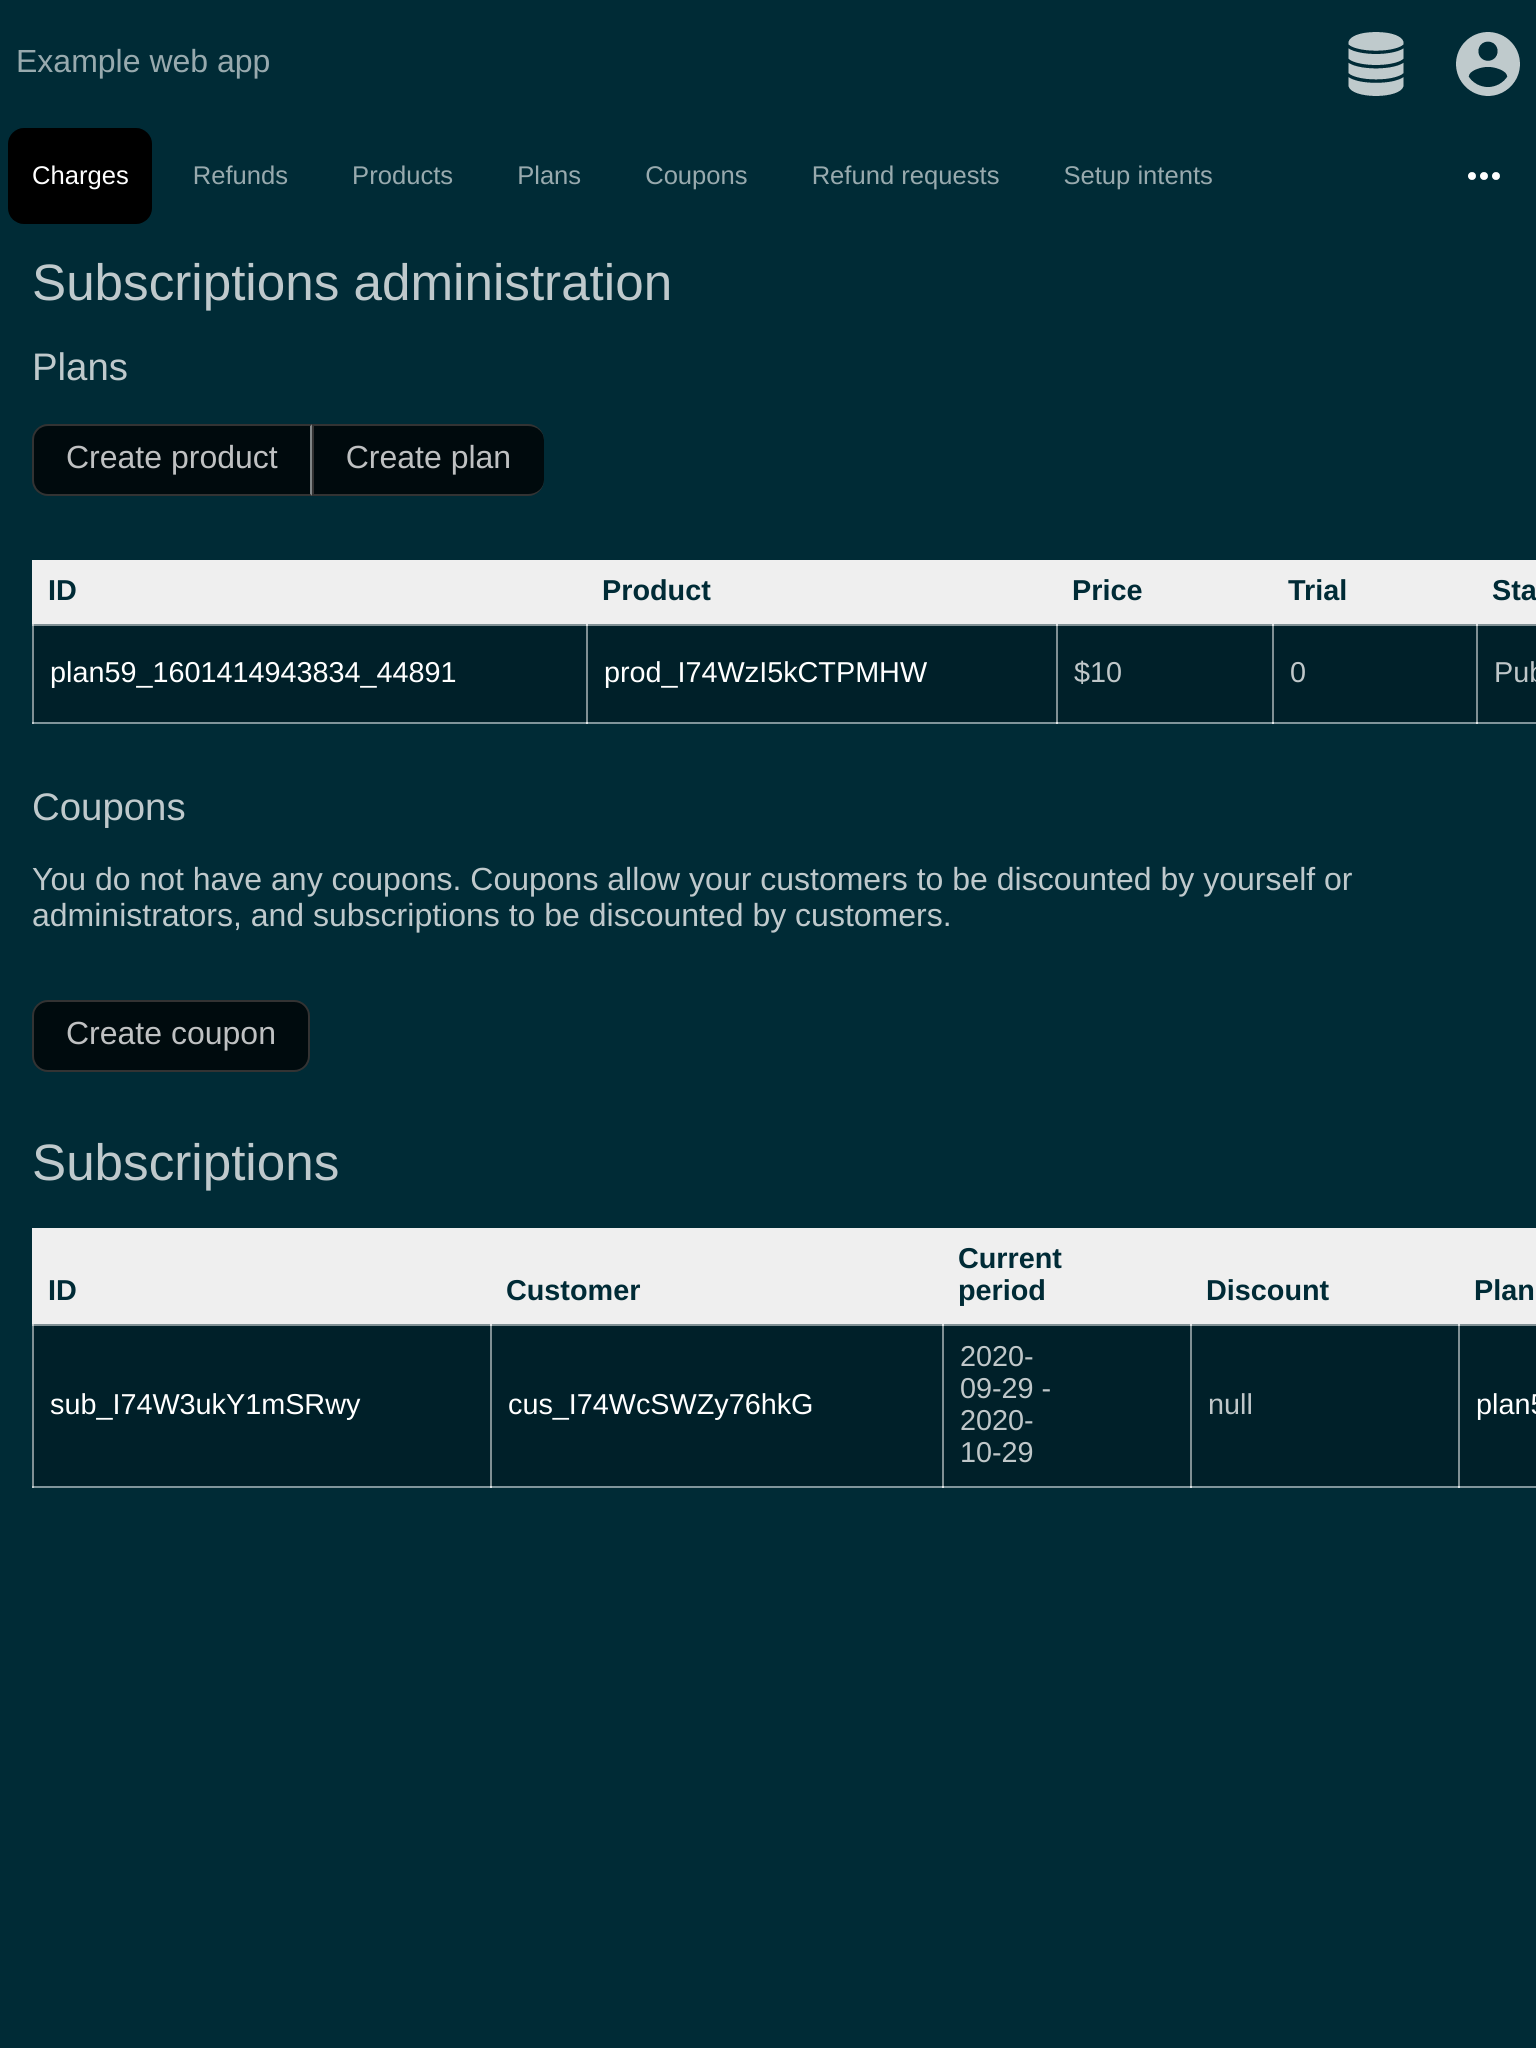 Example web app
Charges Refunds Products Plans Coupons Refund requests Setup intents
Subscriptions administration
Plans
Create product Create plan
ID Product Price Trial Sta
plan59_1601414943834_44891 prod_I74WzI5kCTPMHW $10 0 Pub
Coupons
You do not have any coupons. Coupons allow your customers to be discounted by yourself or
administrators, and subscriptions to be discounted by customers.
Create coupon
Subscriptions
ID Customer Current period Discount Plan
sub_I74W3ukY1mSRwy cus_I74WcSWZy76hkG 2020-09-29 - 2020-10-29 null plan5